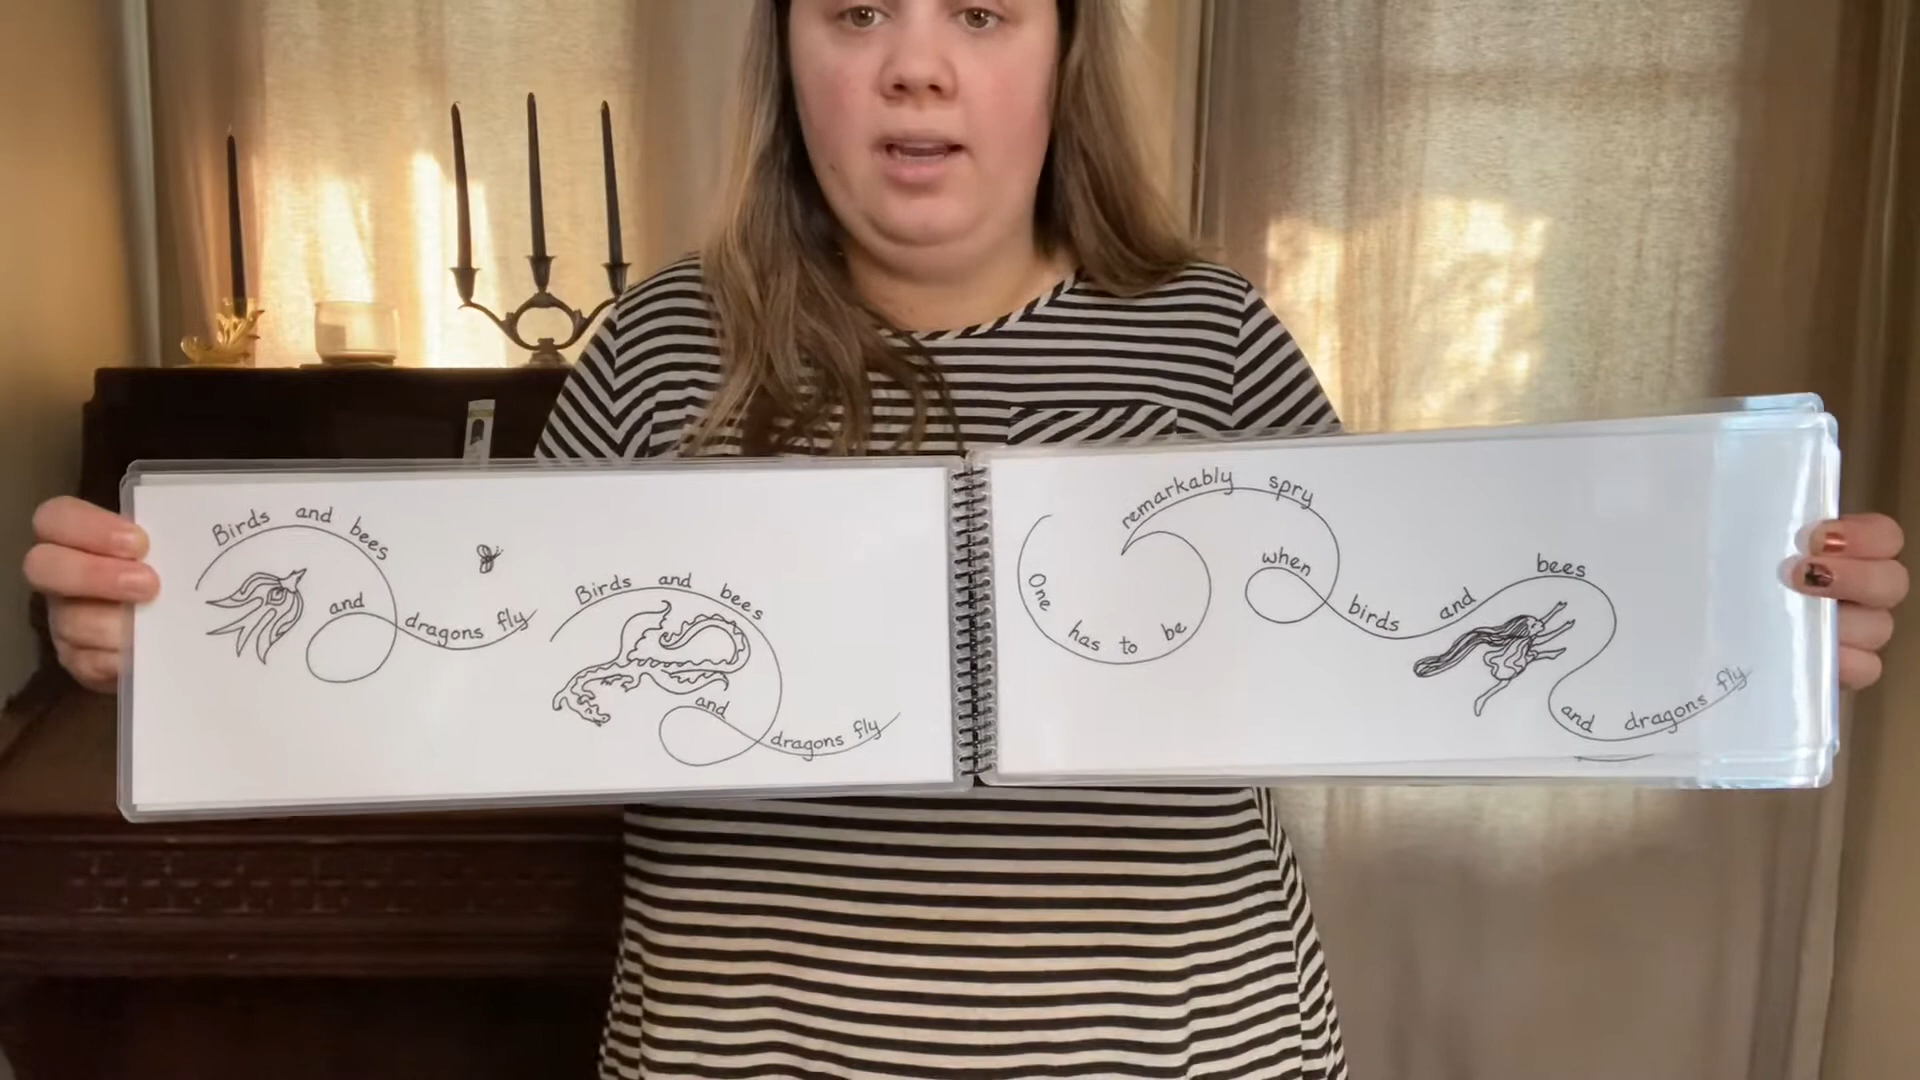 Birds and bees
and dragons fly
Birds and bees
and dragons fly
One has to be
remarkably spry
when birds and bees
and dragons fly